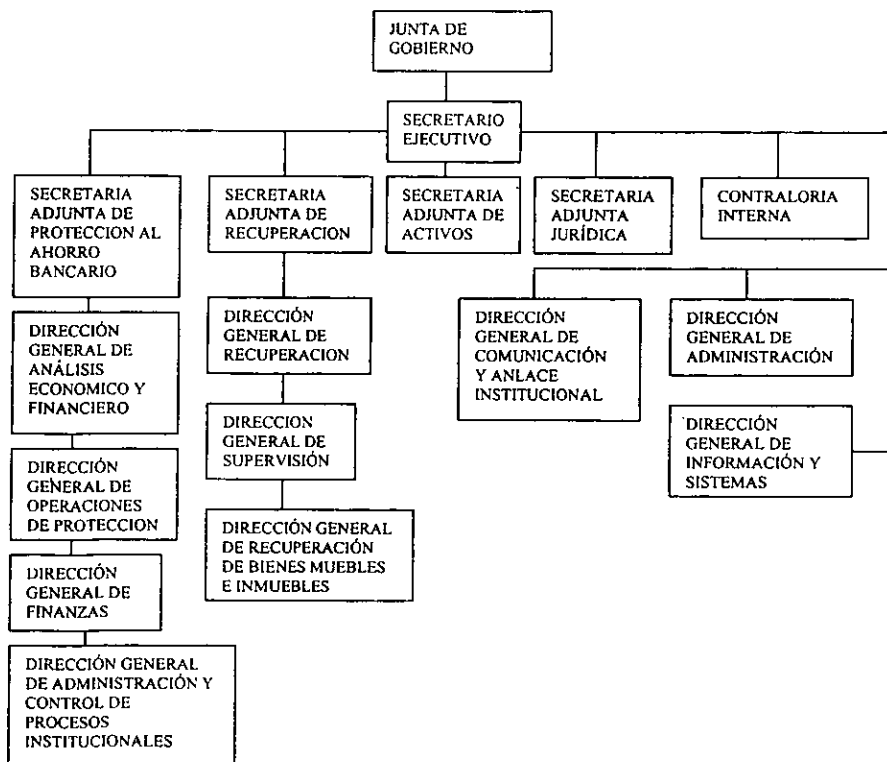 JUNTA DE
GOBIERNO
SECRETARIO
EJECUTIVO
SECRETARIA
ADJUNTA DE
PROTECCION AL
AHORRO
BANCARIO
SECRETARIA
ADJUNTA DE
RECUPERACION
SECRETARIA
ADJUNTA DE
ACTIVOS
SECRETARIA
ADJUNTA
JURÍDICA
CONTRALORIA
INTERNA
DIRECCIÓN
GENERAL DE
ANÁLISIS
ECONOMICO Y
FINANCIERO
DIRECCIÓN
GENERAL DE
RECUPERACION
DIRECCIÓN
GENERAL DE
COMUNICACIÓN
Y ANLACE
INSTITUCIONAL
DIRECCIÓN
GENERAL DE
ADMINISTRACIÓN
DIRECCION
GENERAL DE
SUPERVISIÓN
DIRECCIÓN
GENERAL DE
INFORMACIÓN Y
SISTEMAS
DIRECCIÓN
GENERAL DE
OPERACIONES
DE PROTECCION
DIRECCIÓN GENERAL
DE RECUPERACIÓN
DE BIENES MUEBLES
E INMUEBLES
DIRECCIÓN
GENERAL DE
FINANZAS
DIRECCIÓN GENERAL
DE ADMINISTRACIÓN Y
CONTROL DE
PROCESOS
INSTITUCIONALES